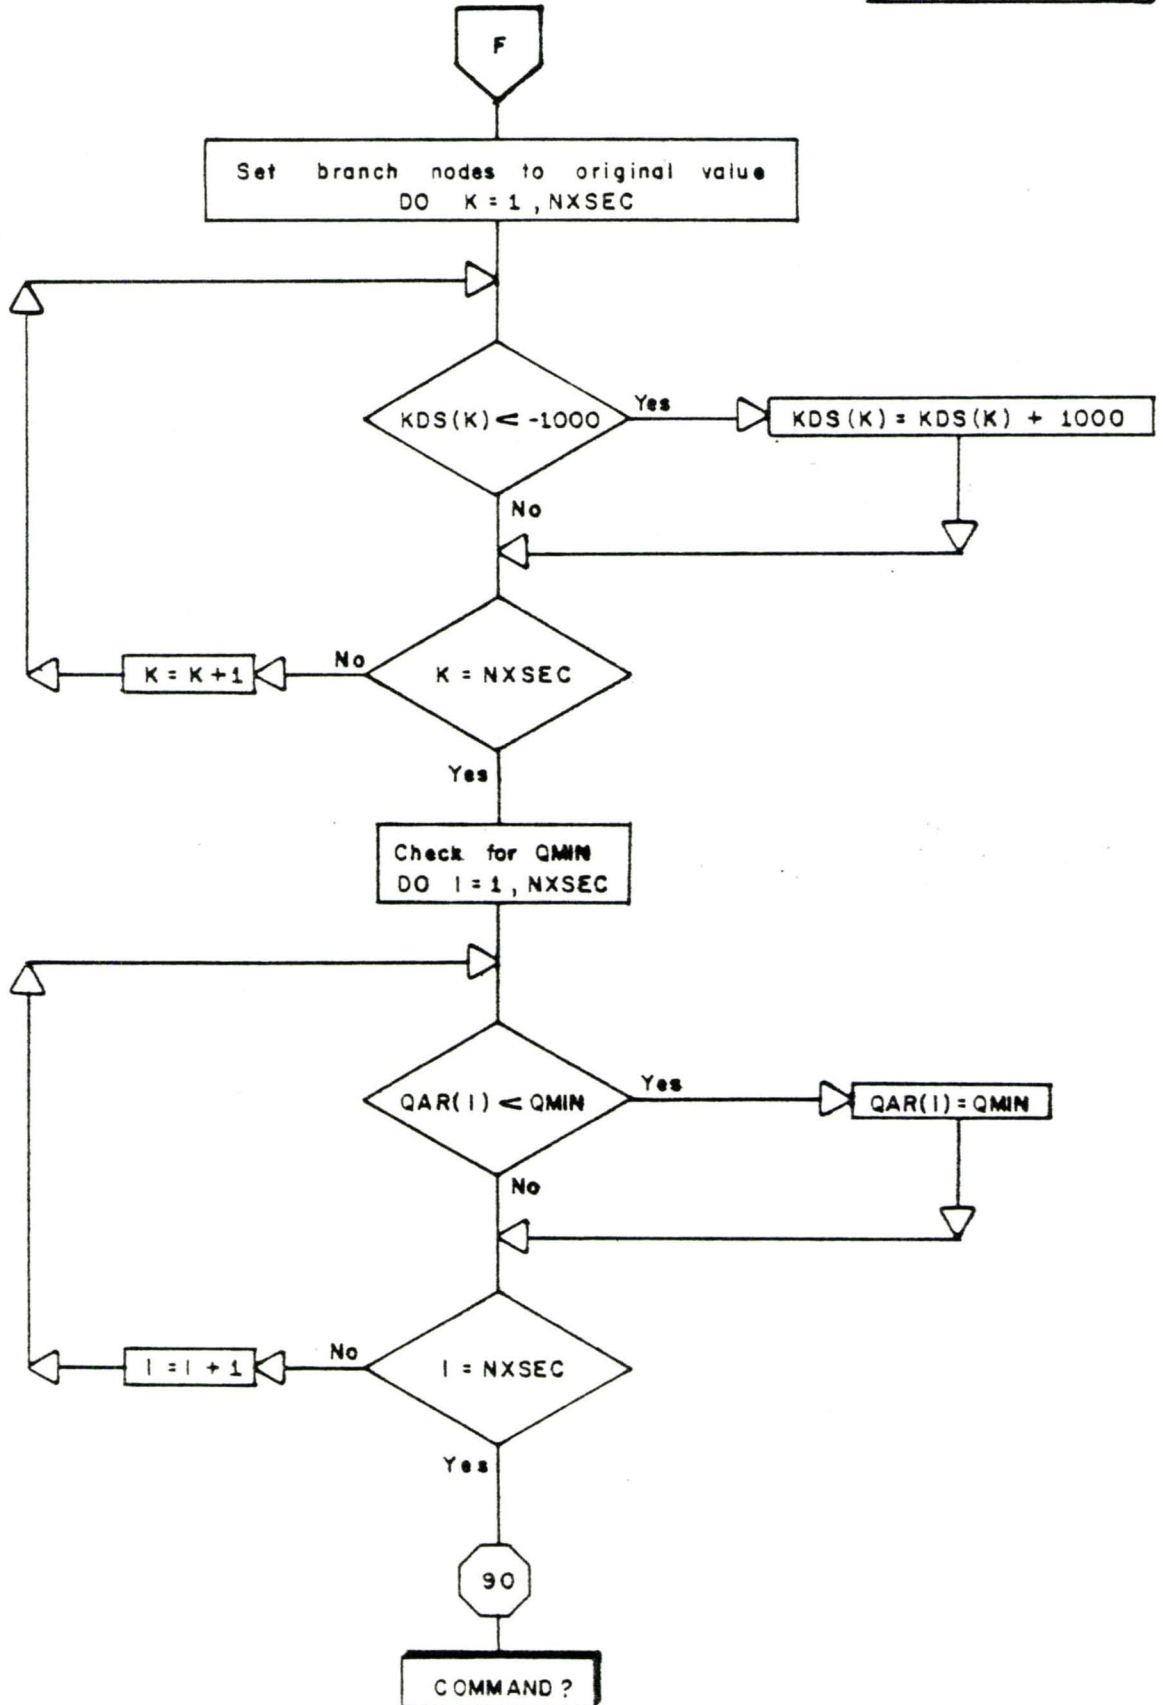 F
Set branch nodes to original value
DO K = 1 , NXSEC
KDS(K) < -1000
Yes
KDS(K) = KDS(K) + 1000
No
K = NXSEC
No
K = K + 1
Yes
Check for QMIN
DO I = 1 , NXSEC
QAR(I) < QMIN
Yes
QAR(I) = QMIN
No
I = NXSEC
No
I = I + 1
Yes
90
COMMAND ?